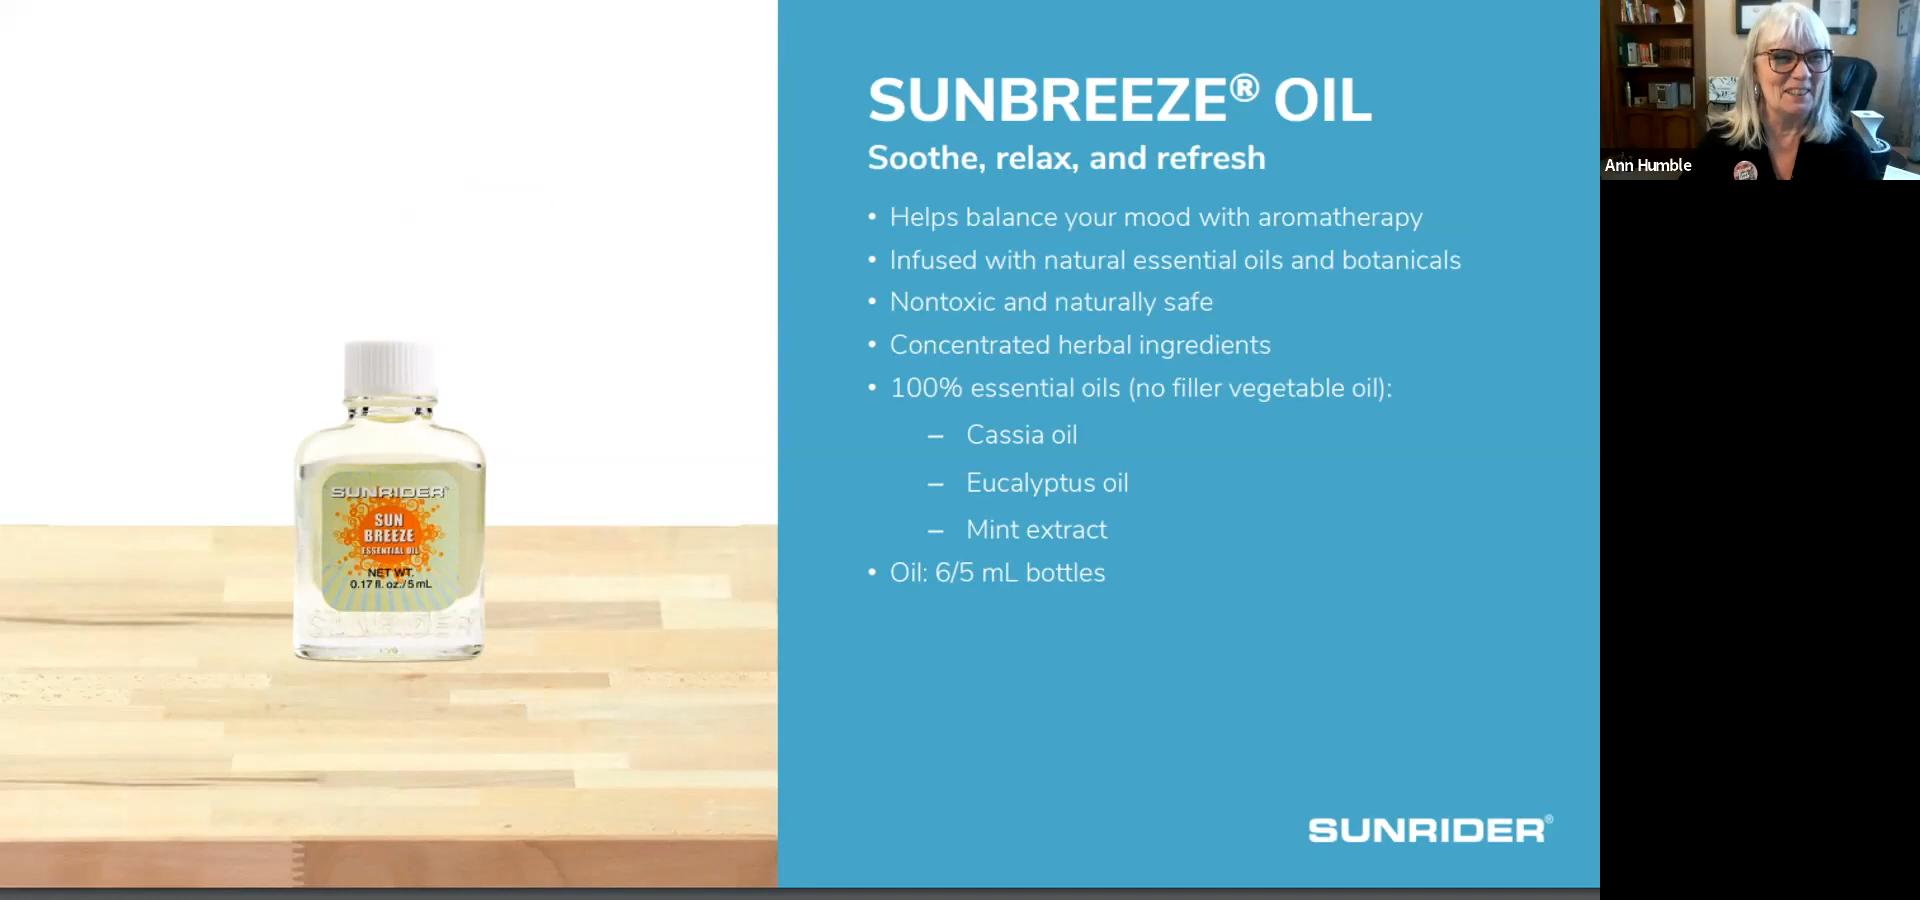 SUNBREEZE® OIL
Soothe, relax, and refresh
• Helps balance your mood with aromatherapy
• Infused with natural essential oils and botanicals
• Nontoxic and naturally safe
• Concentrated herbal ingredients
• 100% essential oils (no filler vegetable oil):
– Cassia oil
– Eucalyptus oil
– Mint extract
• Oil: 6/5 mL bottles
SUNRIDER®
SUNRIDER
SUN
BREEZE
ESSENTIAL OIL
NET WT.
0.17 fl. oz./5 mL
SUNRIDER
Ann Humble